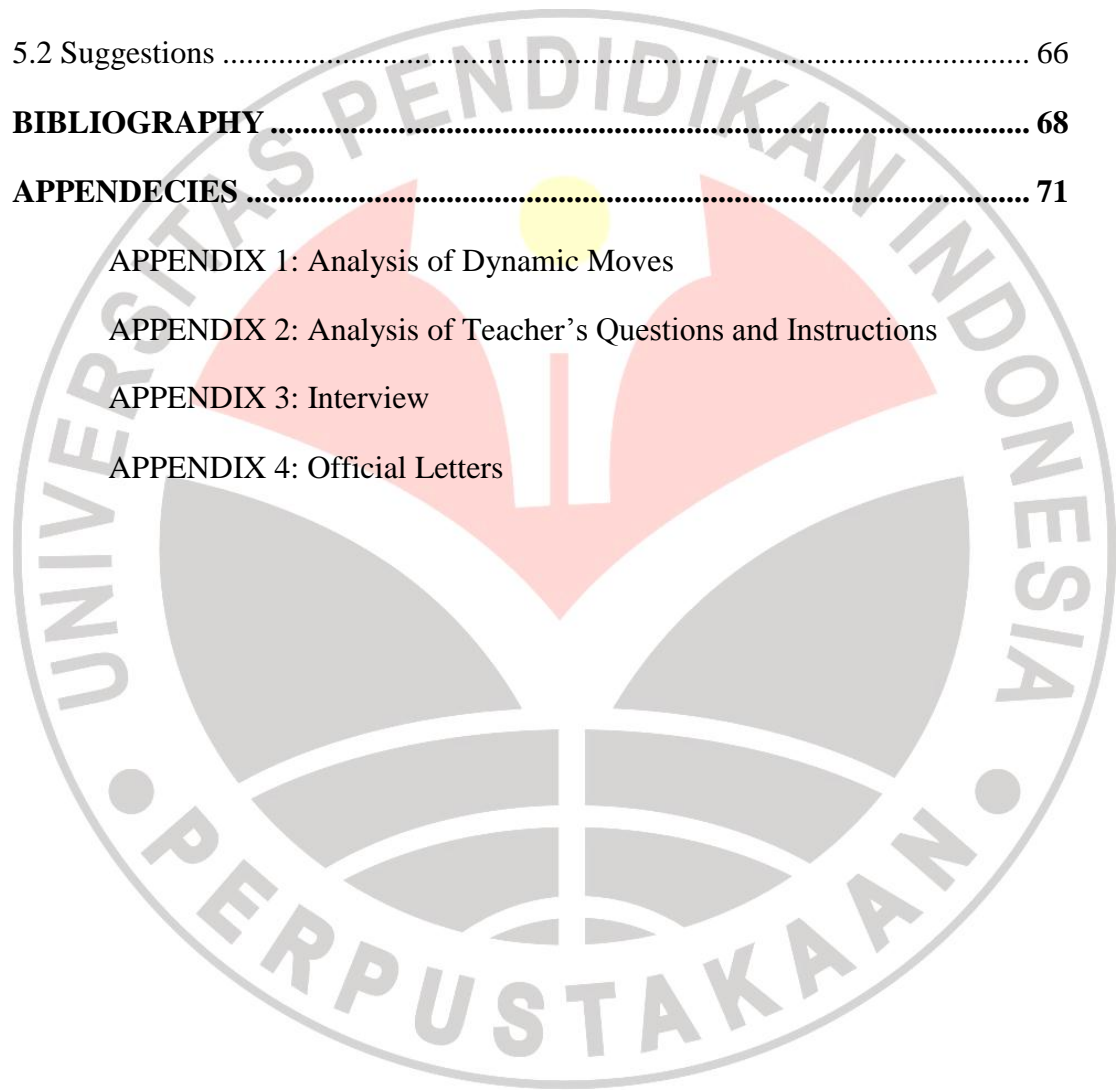 5.2 Suggestions ........................................................................................................ 66
BIBLIOGRAPHY ................................................................................................. 68
APPENDECIES .................................................................................................... 71
APPENDIX 1: Analysis of Dynamic Moves
APPENDIX 2: Analysis of Teacher’s Questions and Instructions
APPENDIX 3: Interview
APPENDIX 4: Official Letters
UNIVERSITAS PENDIDIKAN INDONESIA
PERPUSTAKAAN